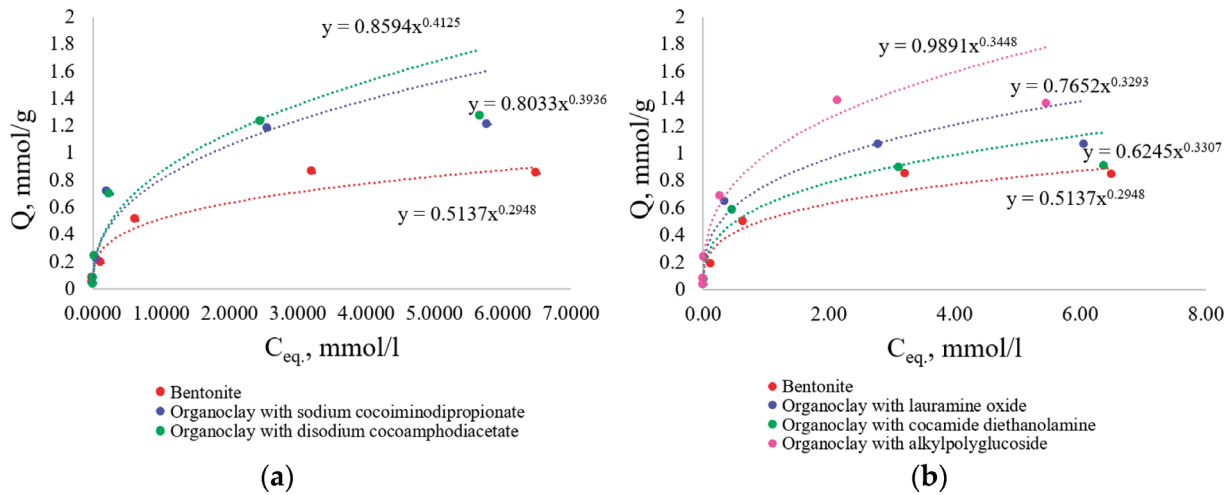 2
1.8
1.6
1.4
1.2
1
0.8
0.6
0.4
0.2
0
Q, mmol/g
y = 0.8594x^0.4125
y = 0.8033x^0.3936
y = 0.5137x^0.2948
0.0000 1.0000 2.0000 3.0000 4.0000 5.0000 6.0000 7.0000
C_eq., mmol/l
Bentonite
Organoclay with sodium cocoiminodipropionate
Organoclay with disodium cocoamphodiacetate
(a)
2
1.8
1.6
1.4
1.2
1
0.8
0.6
0.4
0.2
0
Q, mmol/g
y = 0.9891x^0.3448
y = 0.7652x^0.3293
y = 0.6245x^0.3307
y = 0.5137x^0.2948
0.00 2.00 4.00 6.00 8.00
C_eq., mmol/l
Bentonite
Organoclay with lauramine oxide
Organoclay with cocamide diethanolamine
Organoclay with alkylpolyglucoside
(b)